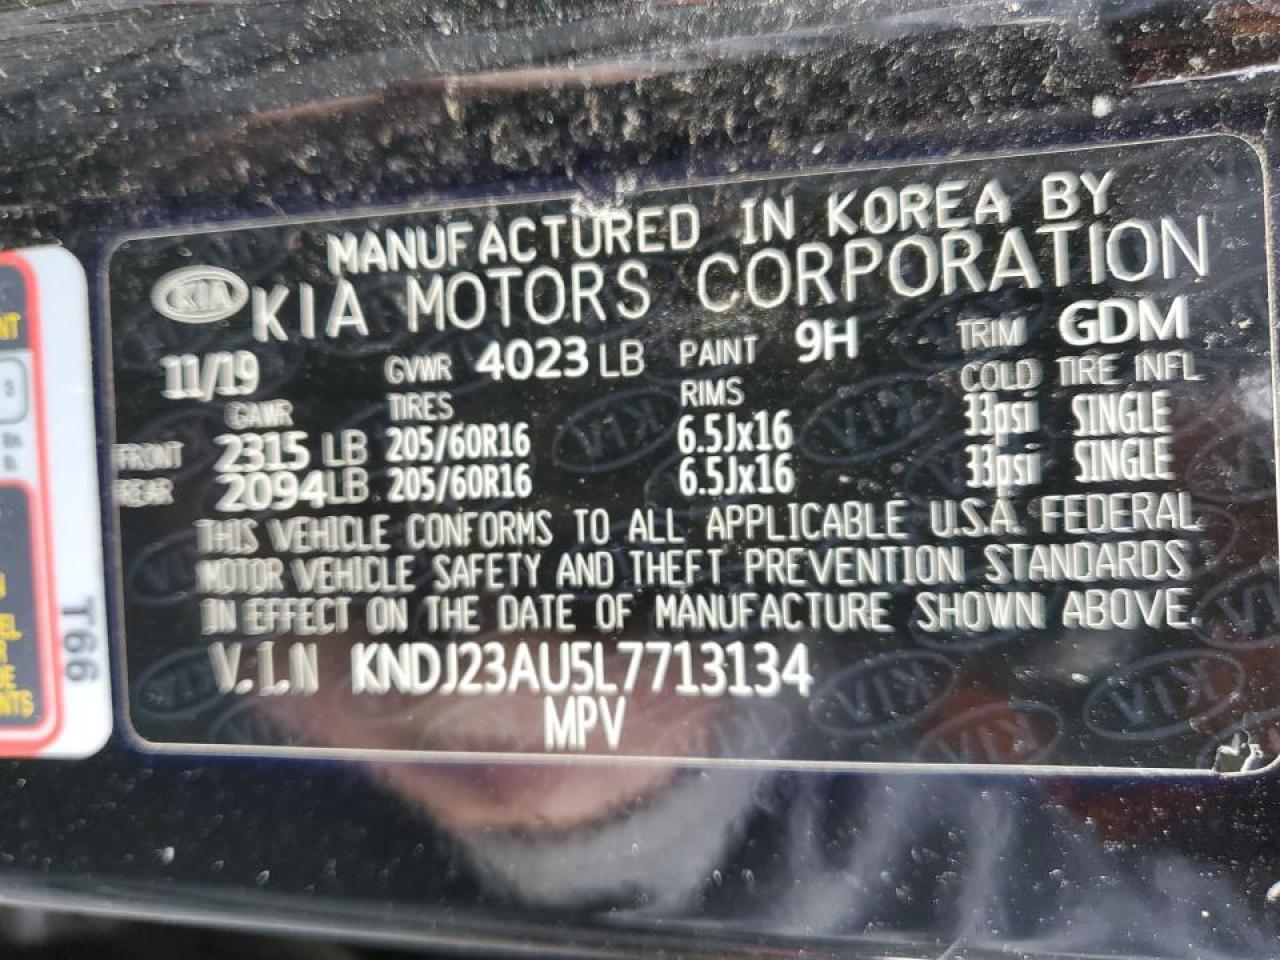 MANUFACTURED IN KOREA BY
KIA KIA MOTORS CORPORATION
11/19 GVWR 4023 LB PAINT 9H TRIM GDM
GAWR TIRES RIMS COLD TIRE INFL
FRONT 2315 LB 205/60R16 6.5Jx16 33psi SINGLE
REAR 2094 LB 205/60R16 6.5Jx16 33psi SINGLE
THIS VEHICLE CONFORMS TO ALL APPLICABLE U.S.A. FEDERAL
MOTOR VEHICLE SAFETY AND THEFT PREVENTION STANDARDS
IN EFFECT ON THE DATE OF MANUFACTURE SHOWN ABOVE.
V.I.N KNDJ23AU5L7713134
MPV